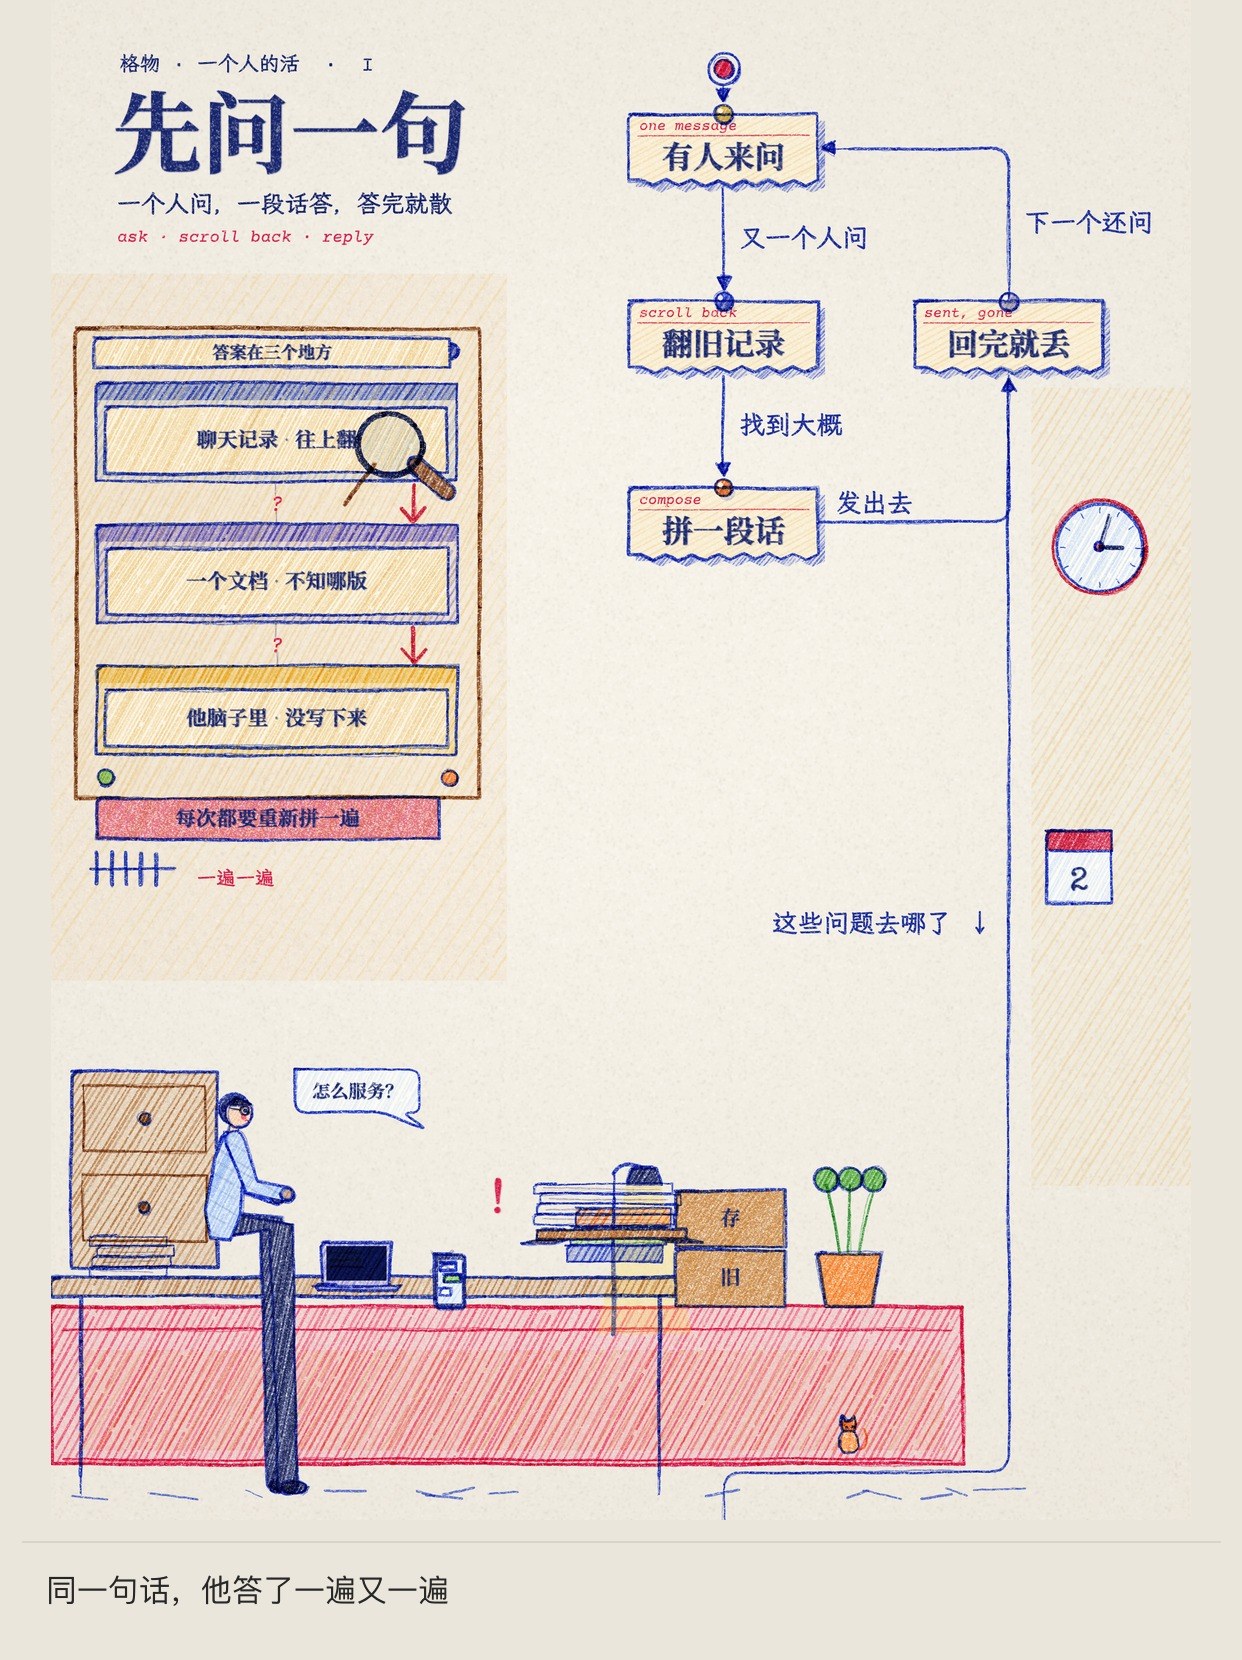 格物 · 一个人的活 · I
先问一句
一个人问，一段话答，答完就散
ask · scroll back · reply
答案在三个地方
聊天记录 · 往上翻
?
一个文档 · 不知哪版
?
他脑子里 · 没写下来
每次都要重新拼一遍
一遍一遍
one message
有人来问
又一个人问
下一个还问
scroll back
翻旧记录
sent, gone
回完就丢
找到大概
compose
拼一段话
发出去
2
这些问题去哪了 ↓
怎么服务？
!
存
旧
同一句话，他答了一遍又一遍